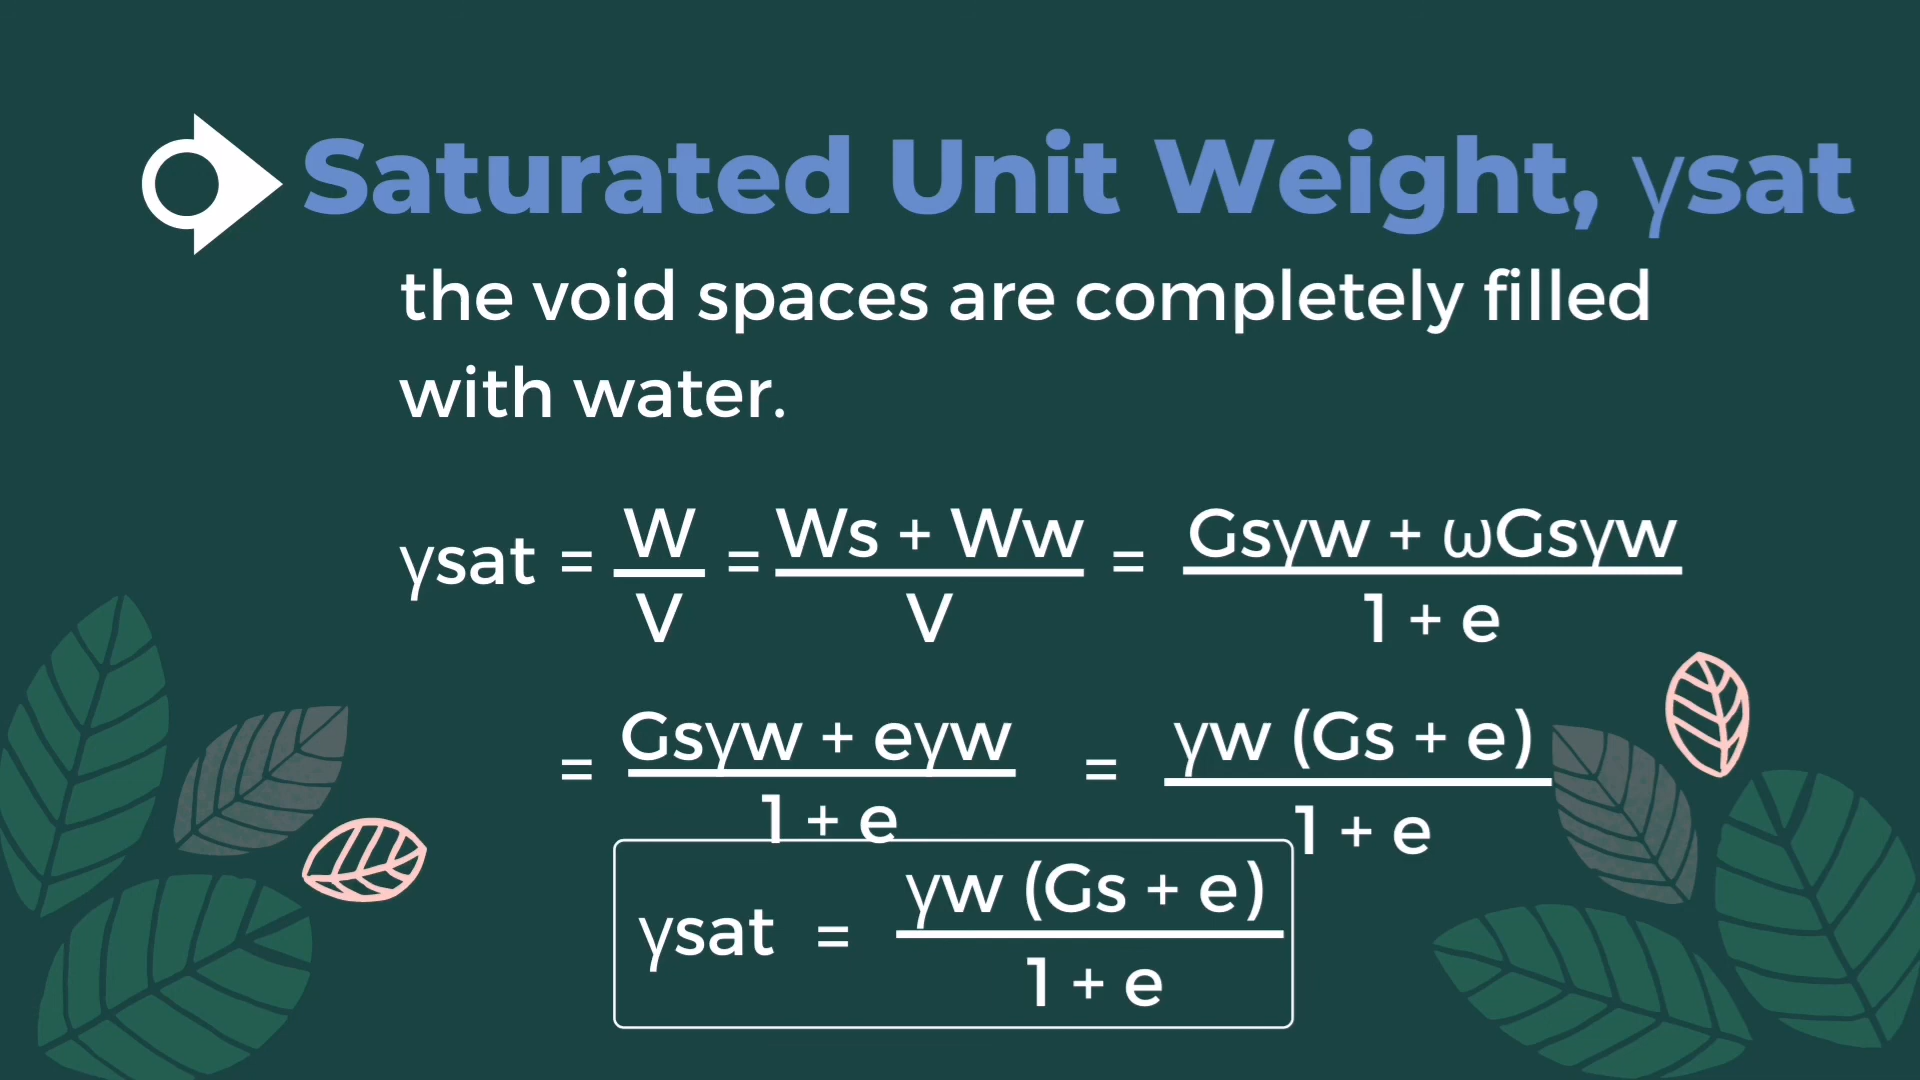 Saturated Unit Weight, γsat
the void spaces are completely filled
with water.
γsat = W/V = Ws + Ww/V = Gsγw + ωGsγw/1 + e
= Gsγw + eγw/1 + e = γw (Gs + e)/1 + e
γsat = γw (Gs + e)/1 + e